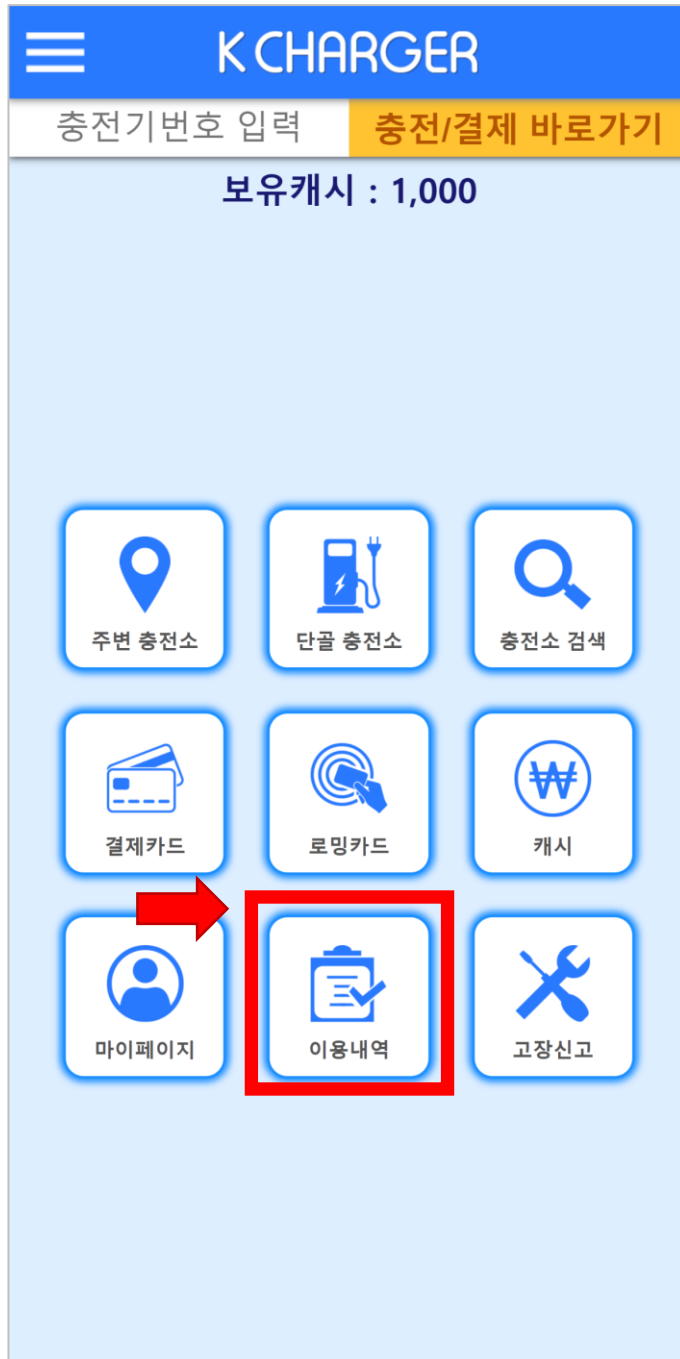 K CHARGER
충전기번호 입력 충전/결제 바로가기
보유캐시 : 1,000
주변 충전소 단골 충전소 충전소 검색
결제카드 로밍카드 캐시
마이페이지 이용내역 고장신고